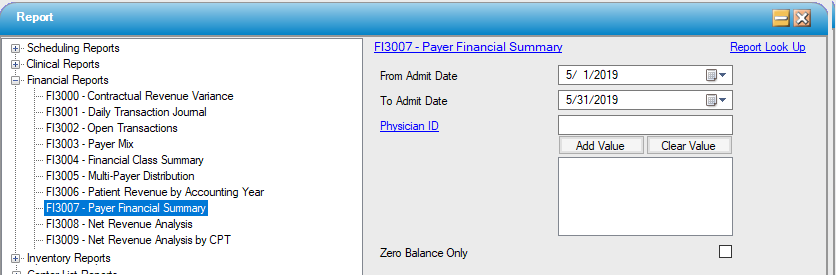 Report
Scheduling Reports
Clinical Reports
Financial Reports
FI3000 - Contractual Revenue Variance
FI3001 - Daily Transaction Journal
FI3002 - Open Transactions
FI3003 - Payer Mix
FI3004 - Financial Class Summary
FI3005 - Multi-Payer Distribution
FI3006 - Patient Revenue by Accounting Year
FI3007 - Payer Financial Summary
FI3008 - Net Revenue Analysis
FI3009 - Net Revenue Analysis by CPT
Inventory Reports
Center List Reports
FI3007 - Payer Financial Summary
Report Look Up
From Admit Date
5/ 1/2019
To Admit Date
5/31/2019
Physician ID
Add Value
Clear Value
Zero Balance Only